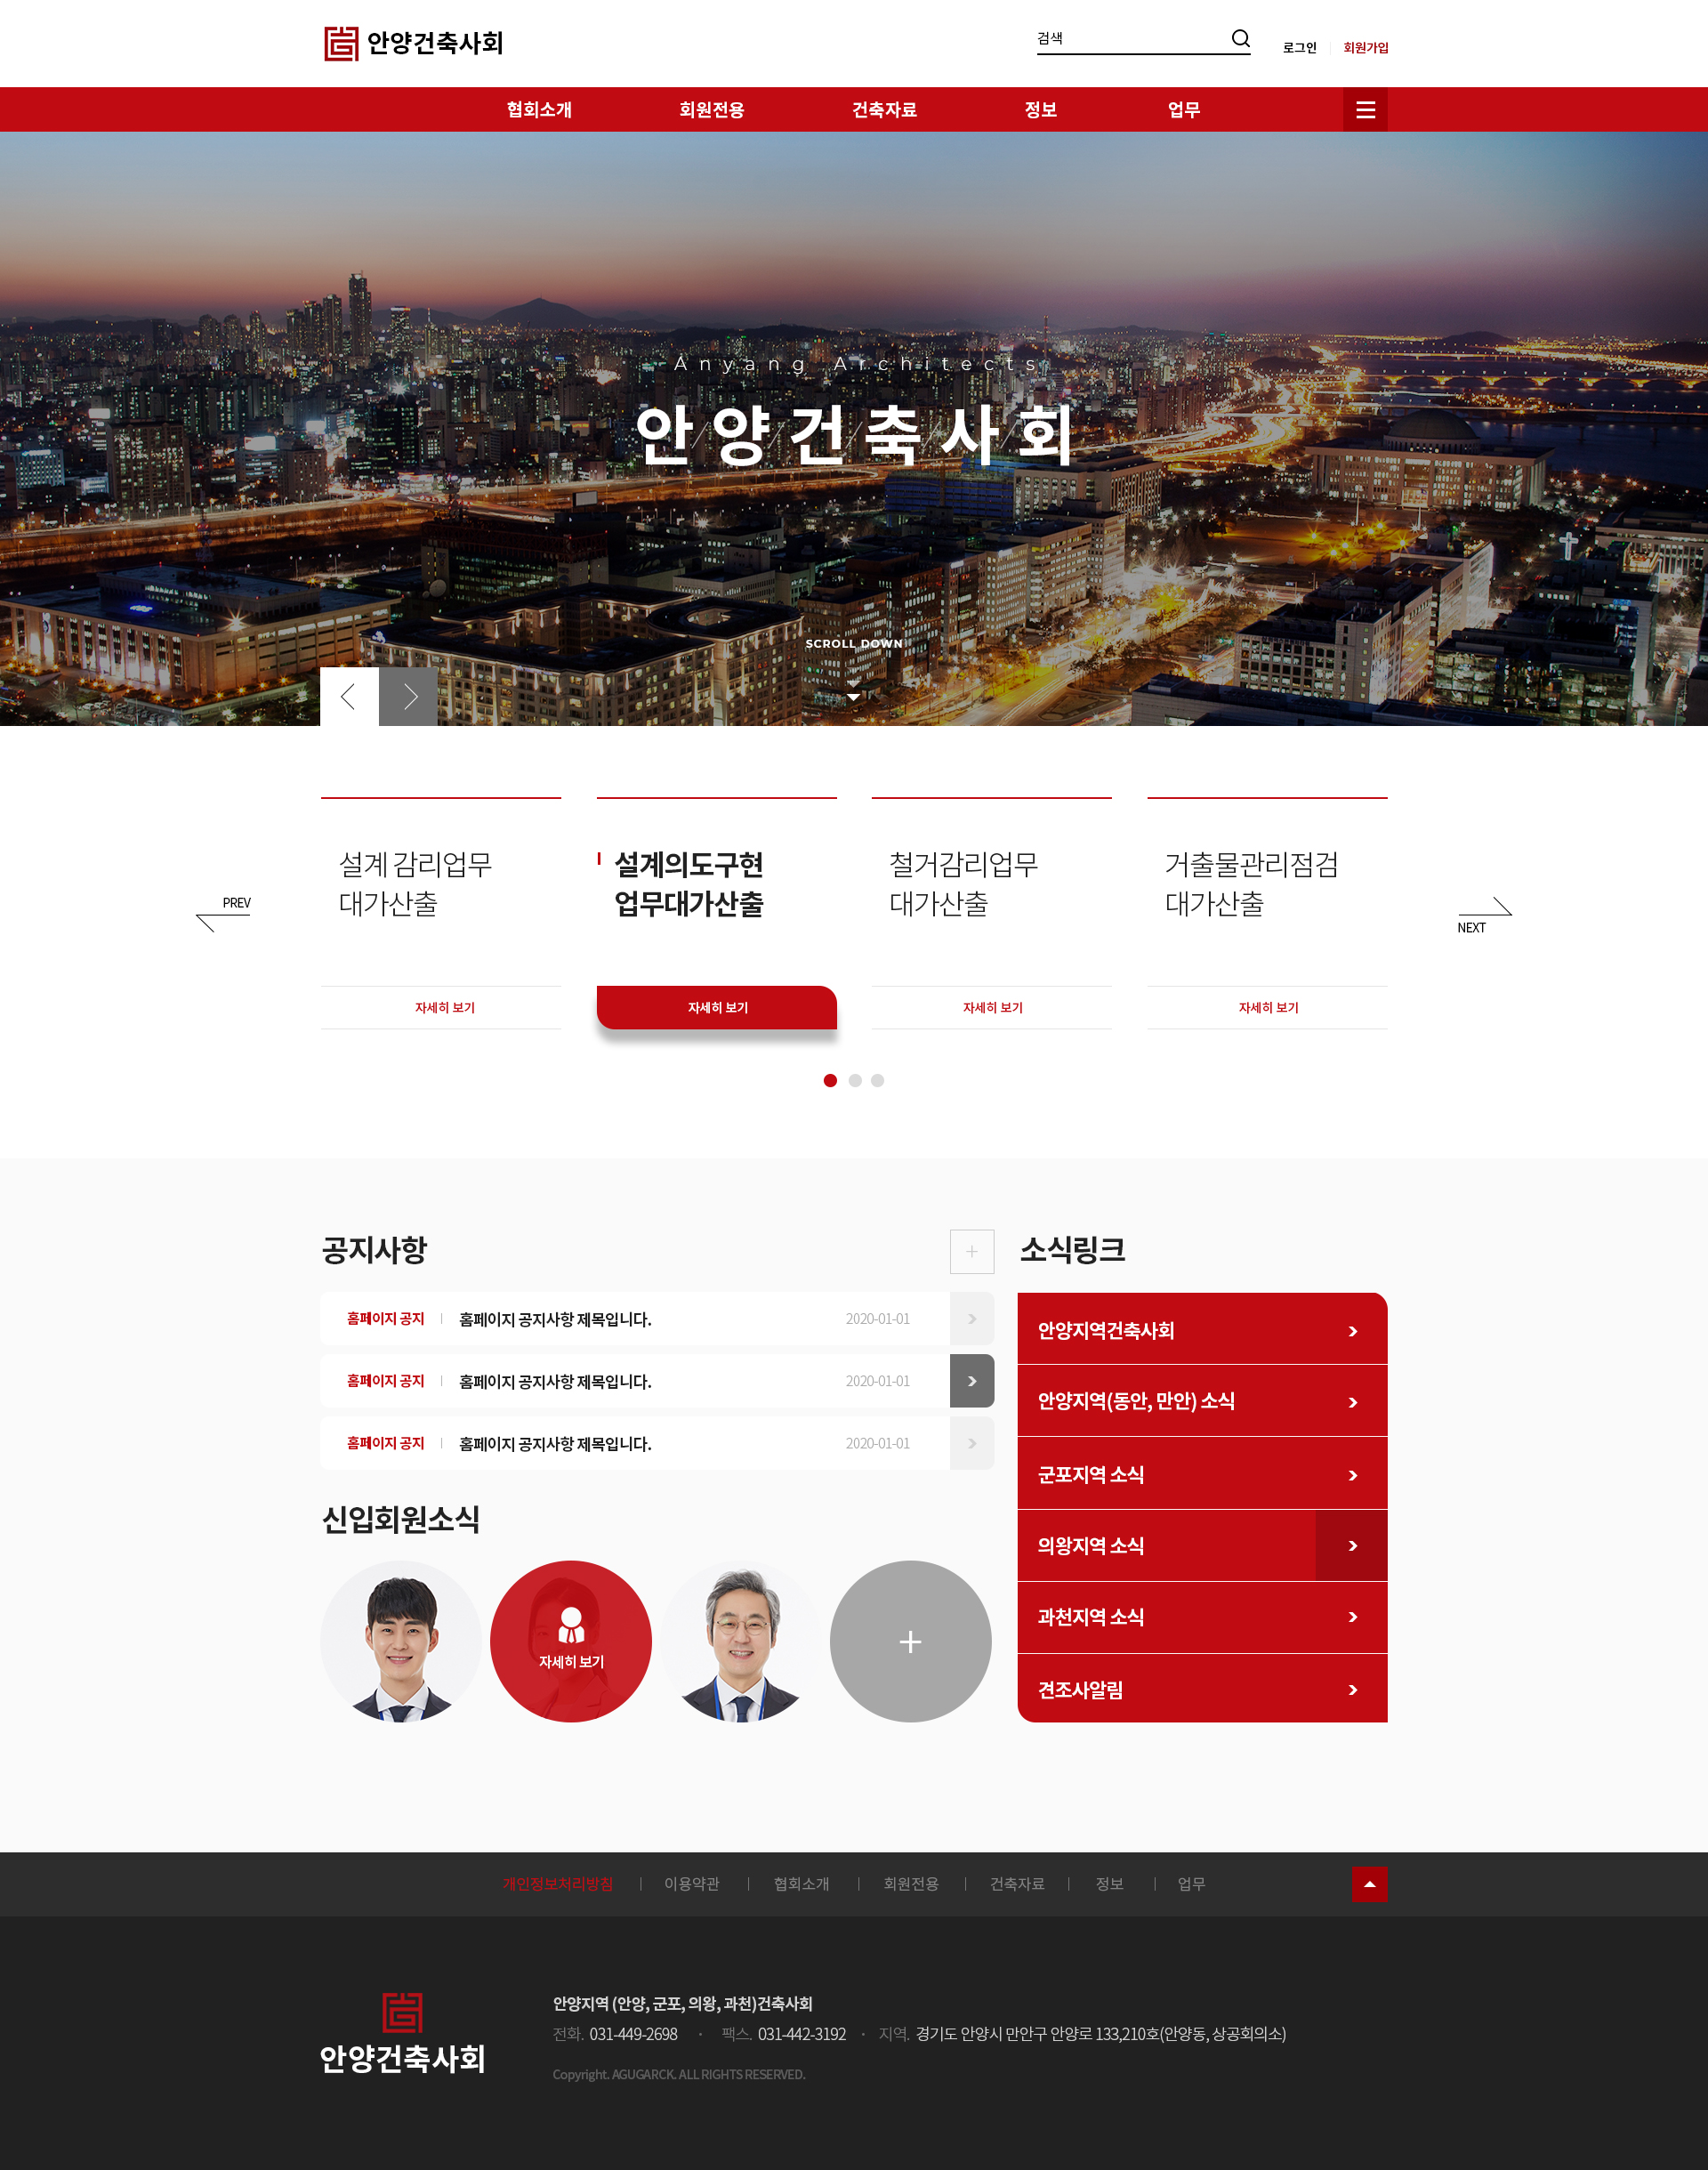 안양건축사회
검색
로그인
회원가입
협회소개
회원전용
건축자료
정보
업무
Anyang Architects
안양건축사회
SCROLL DOWN
PREV
설계 감리업무
대가산출
자세히 보기
설계의도구현
업무대가산출
자세히 보기
철거감리업무
대가산출
자세히 보기
거출물관리점검
대가산출
자세히 보기
NEXT
공지사항
홈페이지 공지 홈페이지 공지사항 제목입니다. 2020-01-01
홈페이지 공지 홈페이지 공지사항 제목입니다. 2020-01-01
홈페이지 공지 홈페이지 공지사항 제목입니다. 2020-01-01
신입회원소식
자세히 보기
소식링크
안양지역건축사회
안양지역(동안, 만안) 소식
군포지역 소식
의왕지역 소식
과천지역 소식
견조사알림
개인정보처리방침
이용약관
협회소개
회원전용
건축자료
정보
업무
안양건축사회
안양지역 (안양, 군포, 의왕, 과천)건축사회
전화. 031-449-2698 · 팩스. 031-442-3192 · 지역. 경기도 안양시 만안구 안양로 133,210호(안양동, 상공회의소)
Copyright. AGUGARCK. ALL RIGHTS RESERVED.